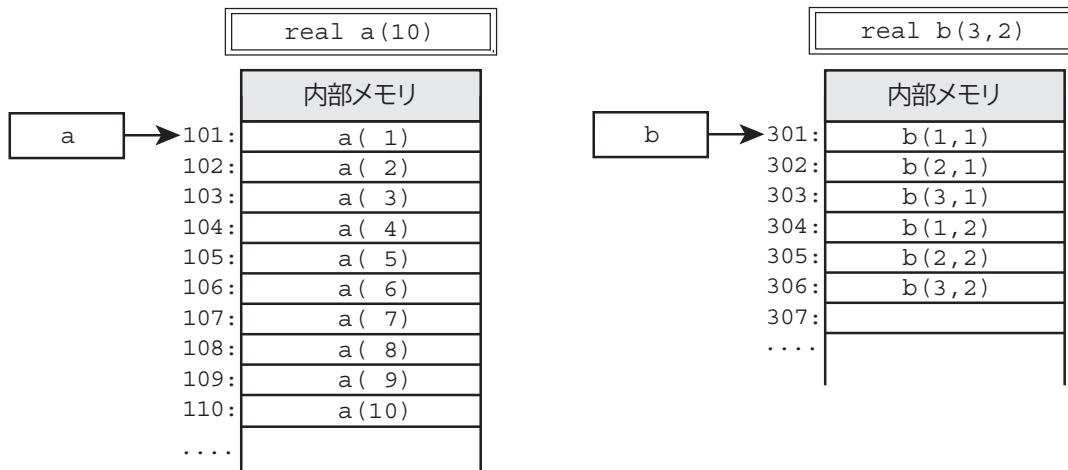 real a(10)
内部メモリ
a
101: a( 1)
102: a( 2)
103: a( 3)
104: a( 4)
105: a( 5)
106: a( 6)
107: a( 7)
108: a( 8)
109: a( 9)
110: a(10)
....
real b(3,2)
内部メモリ
b
301: b(1,1)
302: b(2,1)
303: b(3,1)
304: b(1,2)
305: b(2,2)
306: b(3,2)
307:
....